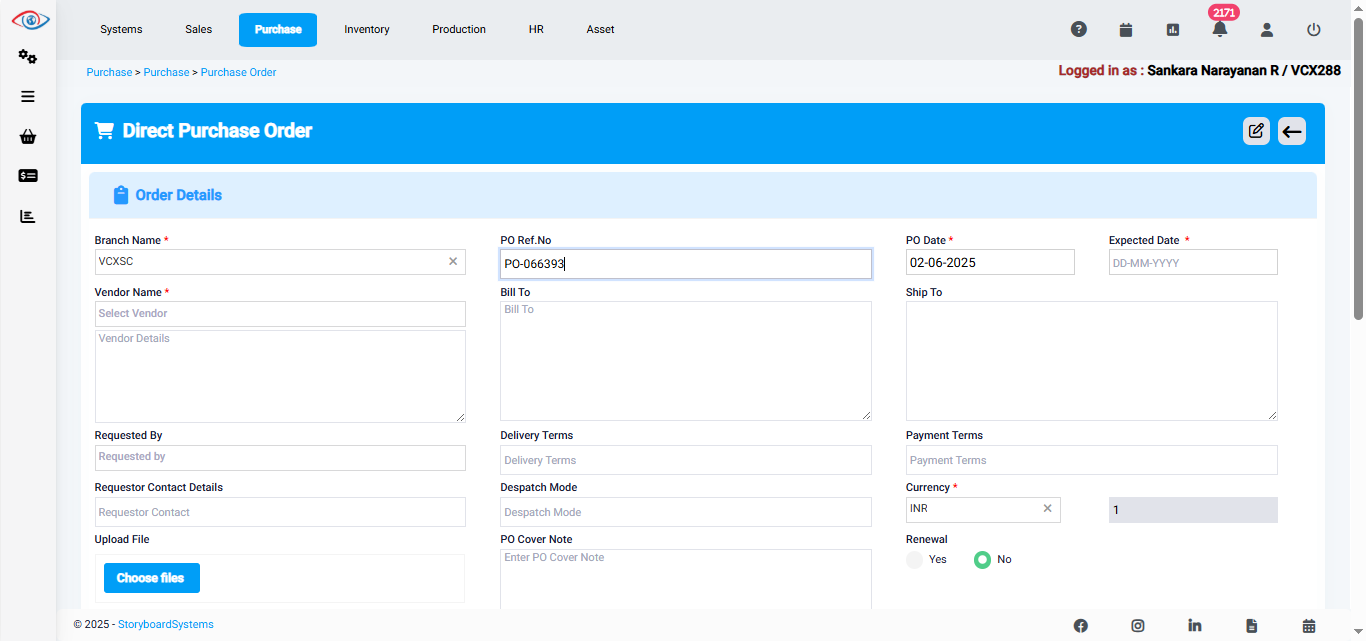 2171
Systems Sales Purchase Inventory Production HR Asset
Purchase > Purchase > Purchase Order
Logged in as : Sankara Narayanan R / VCX288
Direct Purchase Order
Order Details
Branch Name * PO Ref.No PO Date * Expected Date *
VCXSC PO-066393 02-06-2025 DD-MM-YYYY
Vendor Name * Bill To Ship To
Select Vendor Bill To
Vendor Details
Requested By Delivery Terms Payment Terms
Requested by Delivery Terms Payment Terms
Requestor Contact Details Despatch Mode Currency *
Requestor Contact Despatch Mode INR 1
Upload File PO Cover Note Renewal
Enter PO Cover Note Yes No
Choose files
© 2025 - StoryboardSystems